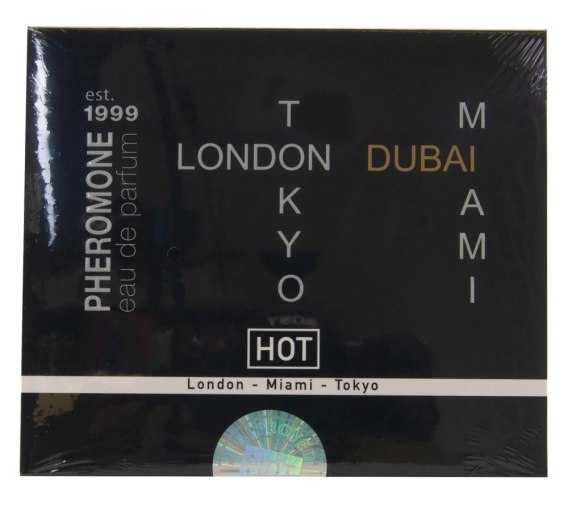 est.
1999
PHEROMONE
eau de parfum
TOKYO
LONDON
DUBAI
MIAMI
HOT
London - Miami - Tokyo